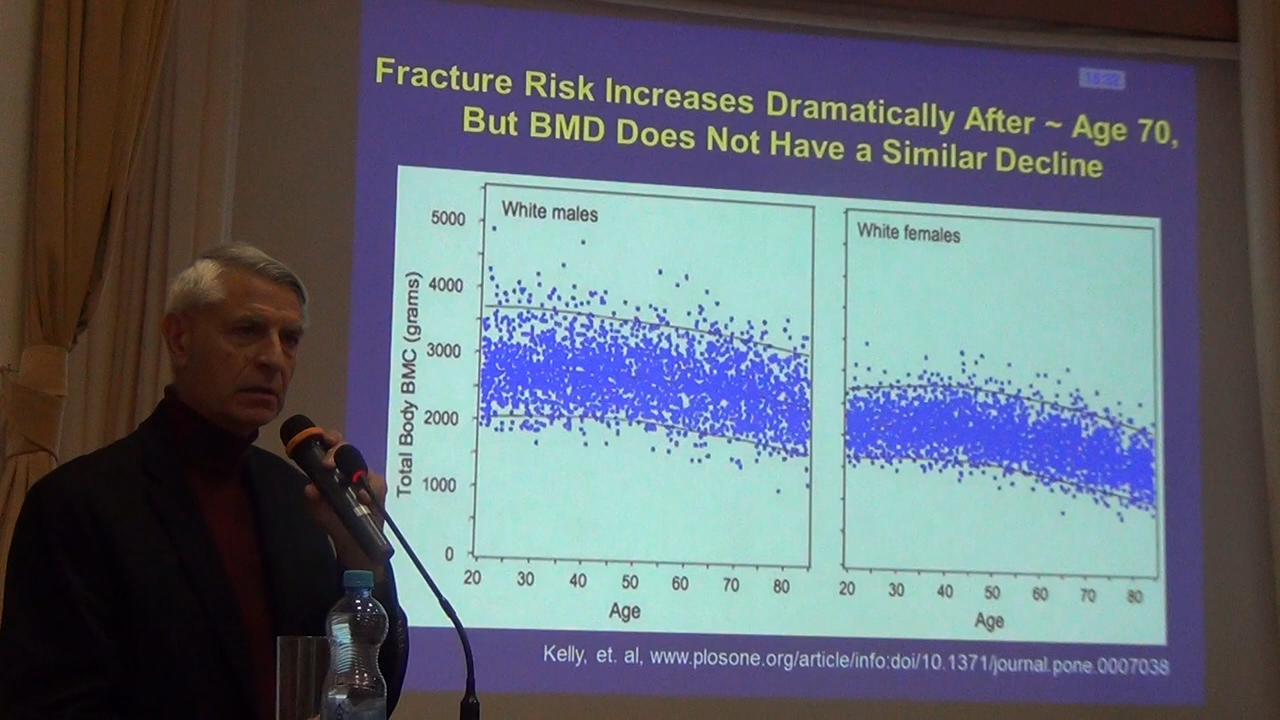 15:22
Fracture Risk Increases Dramatically After ~ Age 70,
But BMD Does Not Have a Similar Decline
White males
White females
5000
4000
3000
2000
1000
0
Total Body BMC (grams)
20 30 40 50 60 70 80
20 30 40 50 60 70 80
Age
Age
Kelly, et. al, www.plosone.org/article/info:doi/10.1371/journal.pone.0007038